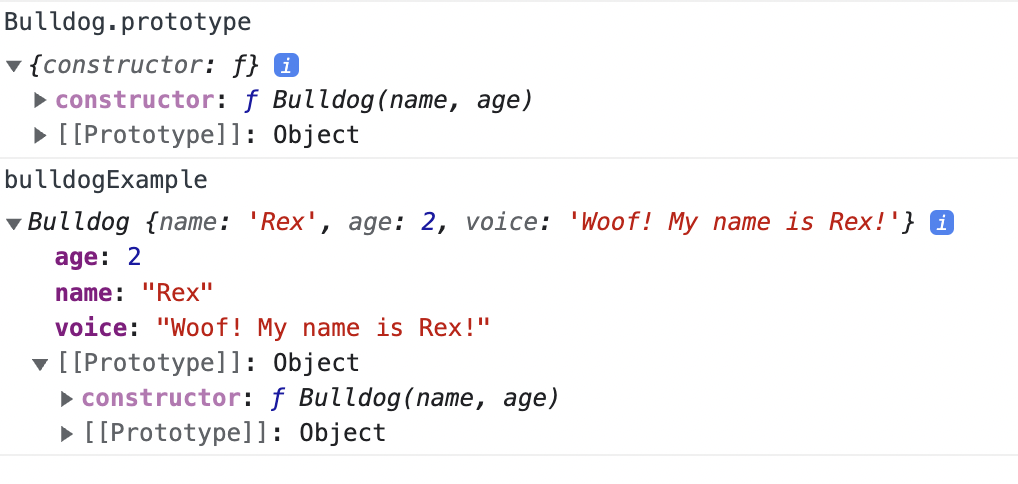 Bulldog.prototype
▼{constructor: ƒ} i
▶constructor: ƒ Bulldog(name, age)
▶[[Prototype]]: Object
bulldogExample
▼Bulldog {name: 'Rex', age: 2, voice: 'Woof! My name is Rex!'} i
age: 2
name: "Rex"
voice: "Woof! My name is Rex!"
▼[[Prototype]]: Object
▶constructor: ƒ Bulldog(name, age)
▶[[Prototype]]: Object